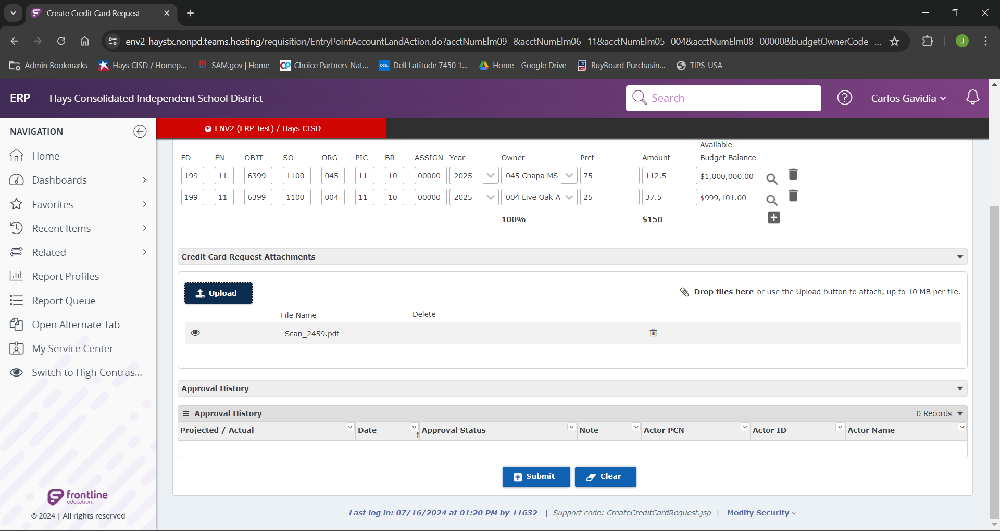 Create Credit Card Request -
env2-haystx.nonpd.teams.hosting/requisition/EntryPointAccountLandAction.do?acctNumElm09=&acctNumElm06=11&acctNumElm05=004&acctNumElm08=00000&budgetOwnerCode=...
J
Admin Bookmarks
Hays CISD / Homep...
SAM.gov | Home
Choice Partners Nat...
Dell Latitude 7450 1...
Home - Google Drive
BuyBoard Purchasin...
TIPS-USA
ERP Hays Consolidated Independent School District
Search
Carlos Gavidia
NAVIGATION
ENV2 (ERP Test) / Hays CISD
Home
Dashboards
Favorites
Recent Items
Related
Report Profiles
Report Queue
Open Alternate Tab
My Service Center
Switch to High Contras...
frontline
education
© 2024 | All rights reserved
Available
FD FN OBJT SO ORG PIC BR ASSIGN Year Owner Prct Amount Budget Balance
199 - 11 - 6399 - 1100 - 045 - 11 - 10 - 00000 2025 045 Chapa MS 75 112.5 $1,000,000.00
199 - 11 - 6399 - 1100 - 004 - 11 - 10 - 00000 2025 004 Live Oak A 25 37.5 $999,101.00
100% $150
Credit Card Request Attachments
Upload
Drop files here or use the Upload button to attach, up to 10 MB per file.
File Name Delete
Scan_2459.pdf
Approval History
Approval History 0 Records
Projected / Actual Date Approval Status Note Actor PCN Actor ID Actor Name
Submit Clear
Last log in: 07/16/2024 at 01:20 PM by 11632 | Support code: CreateCreditCardRequest.jsp | Modify Security